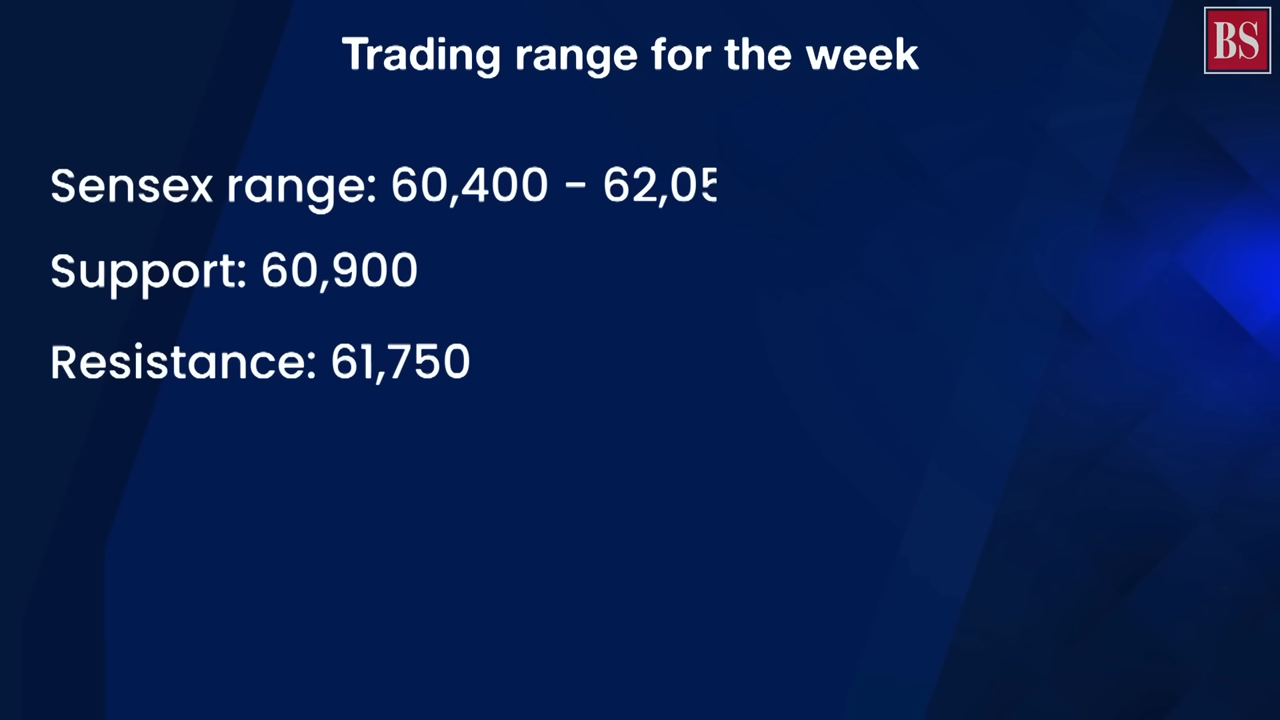 Trading range for the week
BS
Sensex range: 60,400 - 62,05
Support: 60,900
Resistance: 61,750